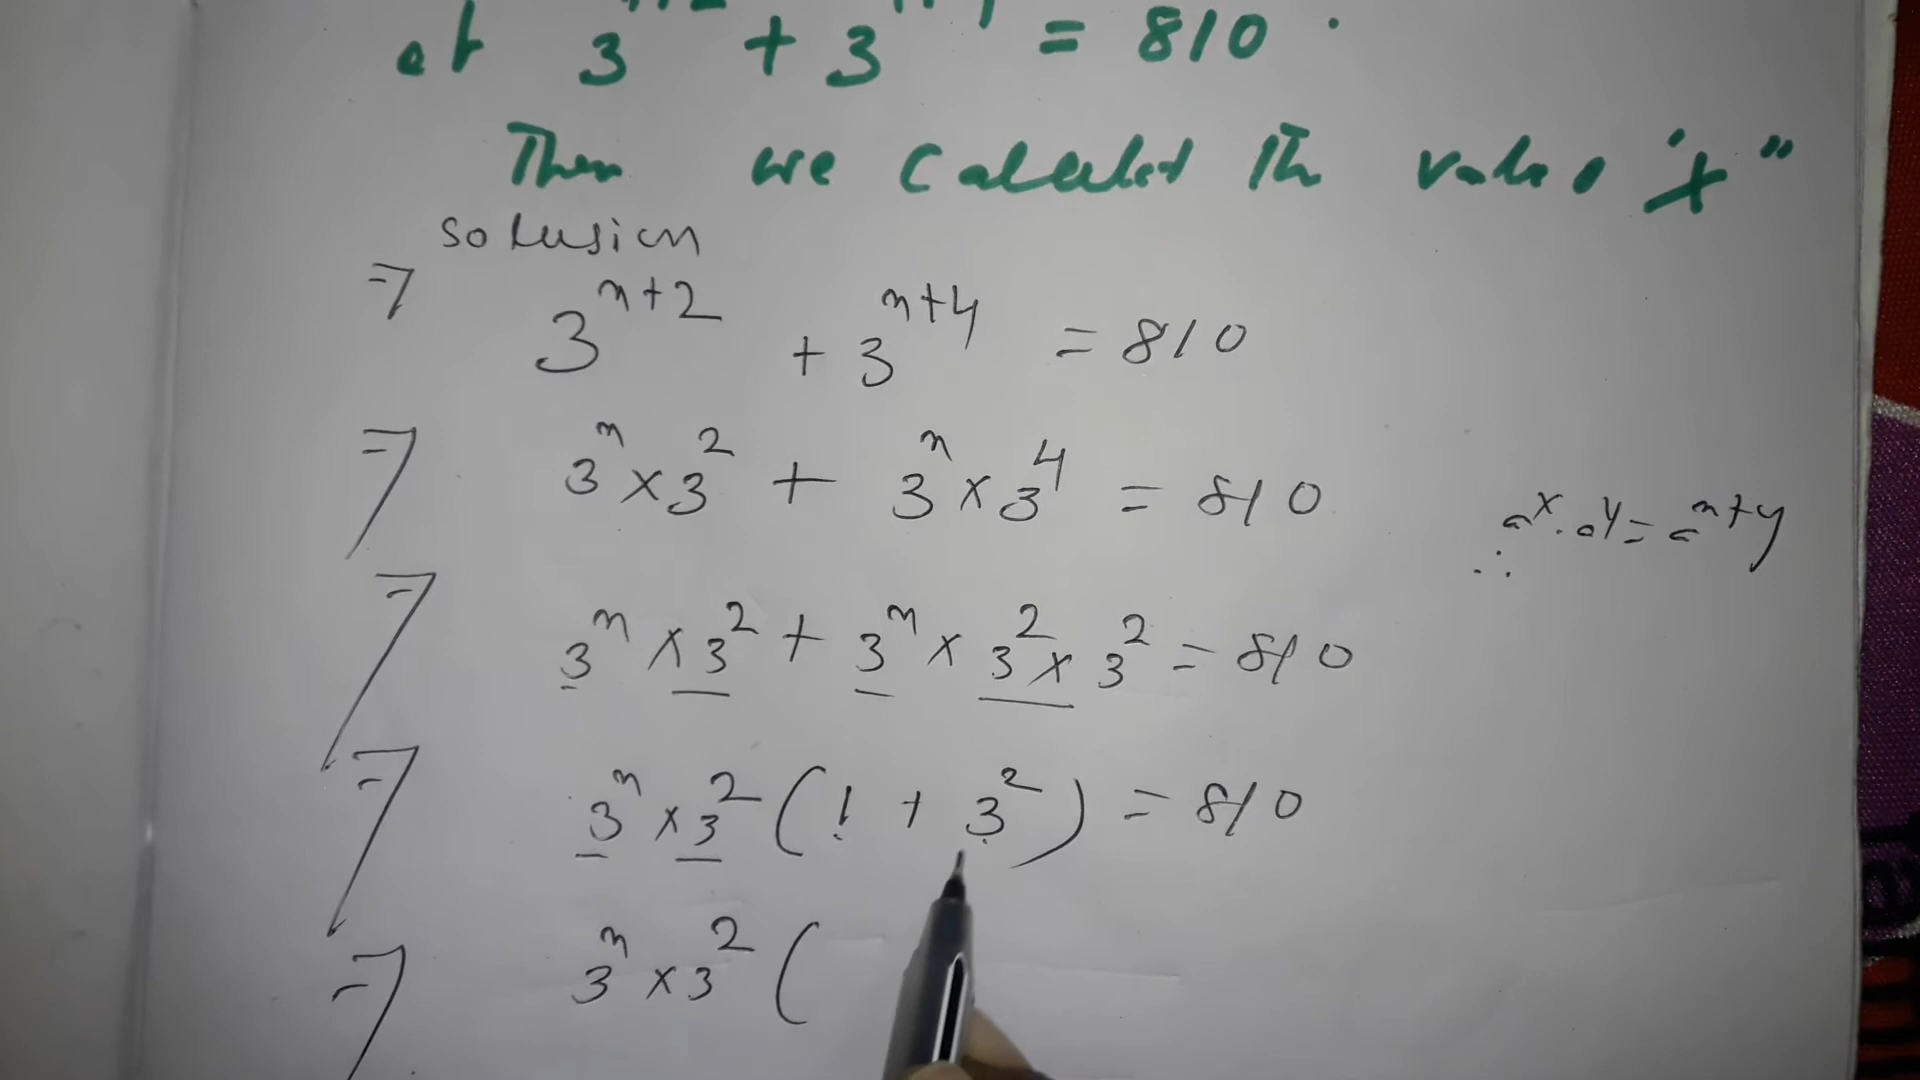 et 3 + 3 = 810.
Then we Calculet the value "x"
solusion
⇒ 3^{x+2} + 3^{x+4} = 810
⇒ 3^x × 3^2 + 3^x × 3^4 = 810
∴ a^x . a^y = a^{x+y}
⇒ 3^x × 3^2 + 3^x × 3^2 × 3^2 = 810
⇒ 3^x × 3^2 (1 + 3^2) = 810
⇒ 3^x × 3^2 (